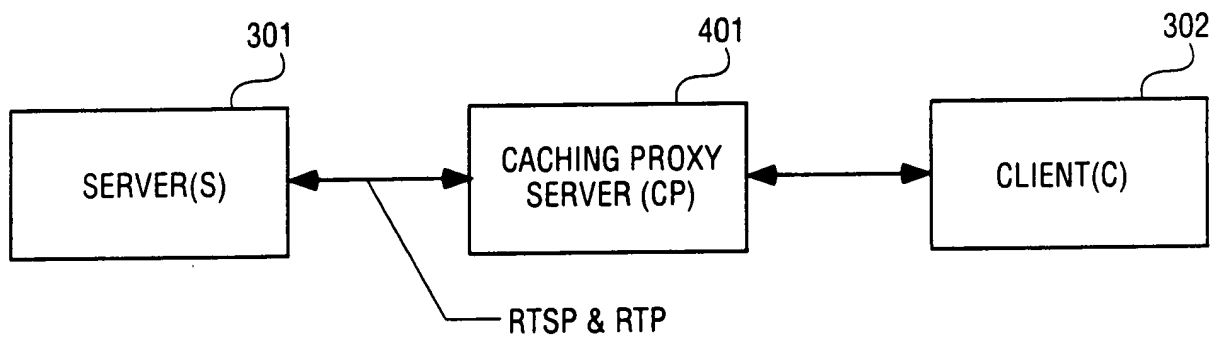 301
401
302
SERVER(S)
CACHING PROXY
SERVER (CP)
CLIENT(C)
RTSP & RTP